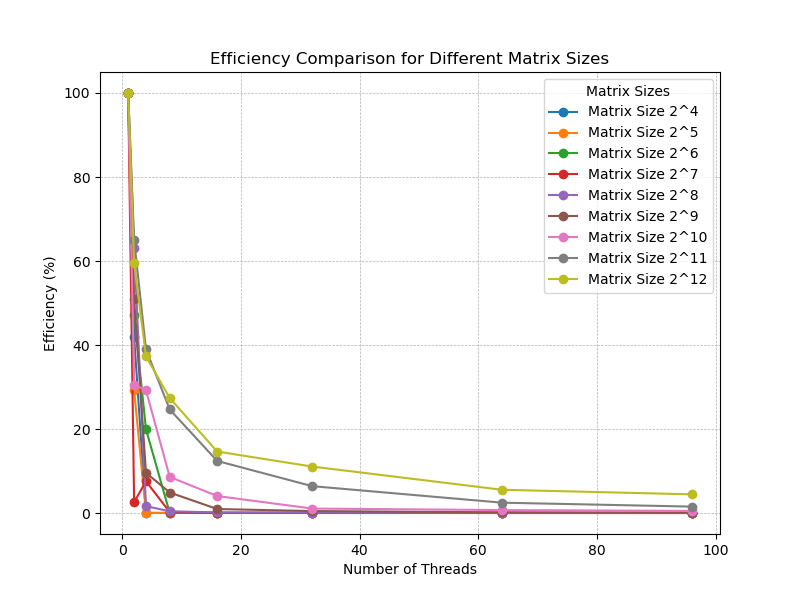 Efficiency Comparison for Different Matrix Sizes
Efficiency (%)
100
80
60
40
20
0
Matrix Sizes
Matrix Size 2^4
Matrix Size 2^5
Matrix Size 2^6
Matrix Size 2^7
Matrix Size 2^8
Matrix Size 2^9
Matrix Size 2^10
Matrix Size 2^11
Matrix Size 2^12
0 20 40 60 80 100
Number of Threads